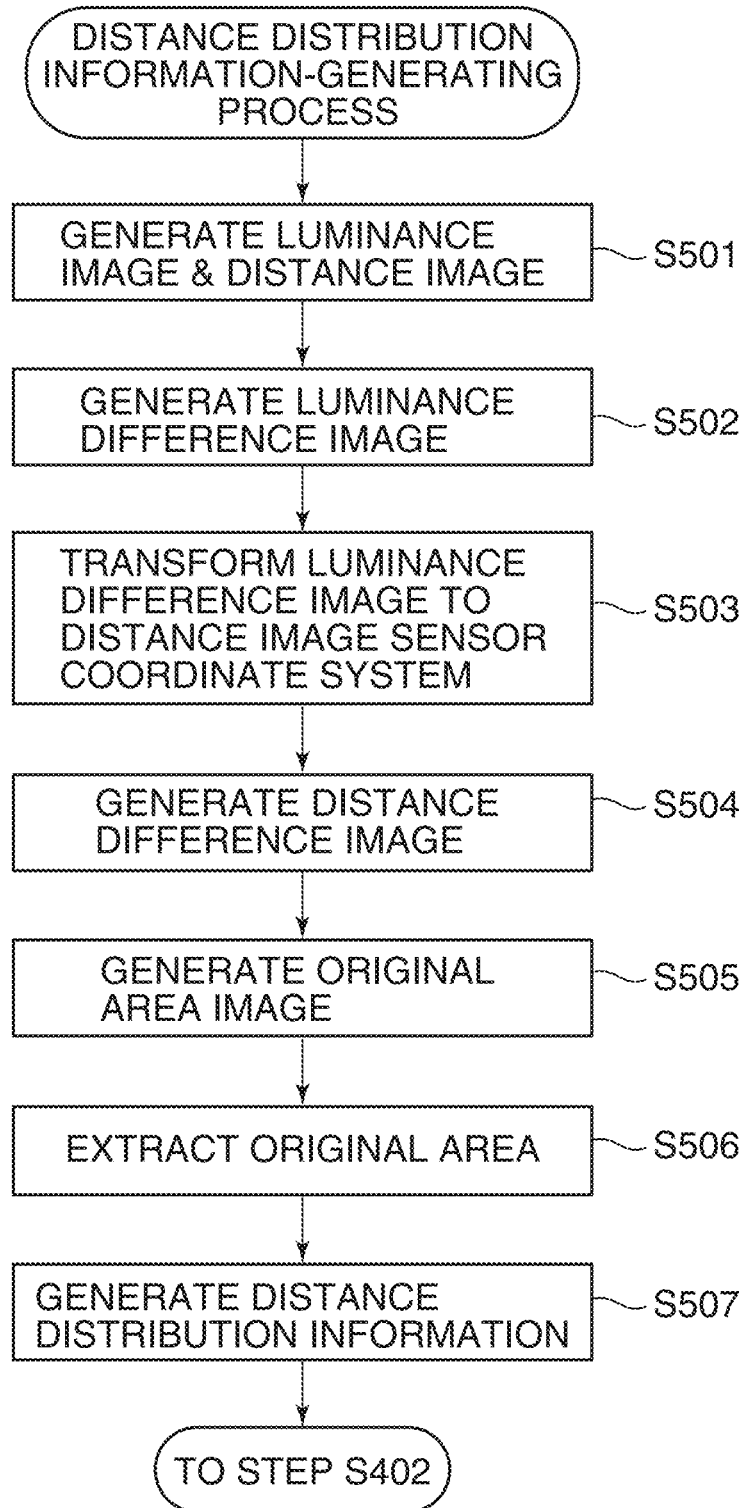 DISTANCE DISTRIBUTION
INFORMATION-GENERATING
PROCESS
GENERATE LUMINANCE
IMAGE & DISTANCE IMAGE
S501
GENERATE LUMINANCE
DIFFERENCE IMAGE
S502
TRANSFORM LUMINANCE
DIFFERENCE IMAGE TO
DISTANCE IMAGE SENSOR
COORDINATE SYSTEM
S503
GENERATE DISTANCE
DIFFERENCE IMAGE
S504
GENERATE ORIGINAL
AREA IMAGE
S505
EXTRACT ORIGINAL AREA
S506
GENERATE DISTANCE
DISTRIBUTION INFORMATION
S507
TO STEP S402